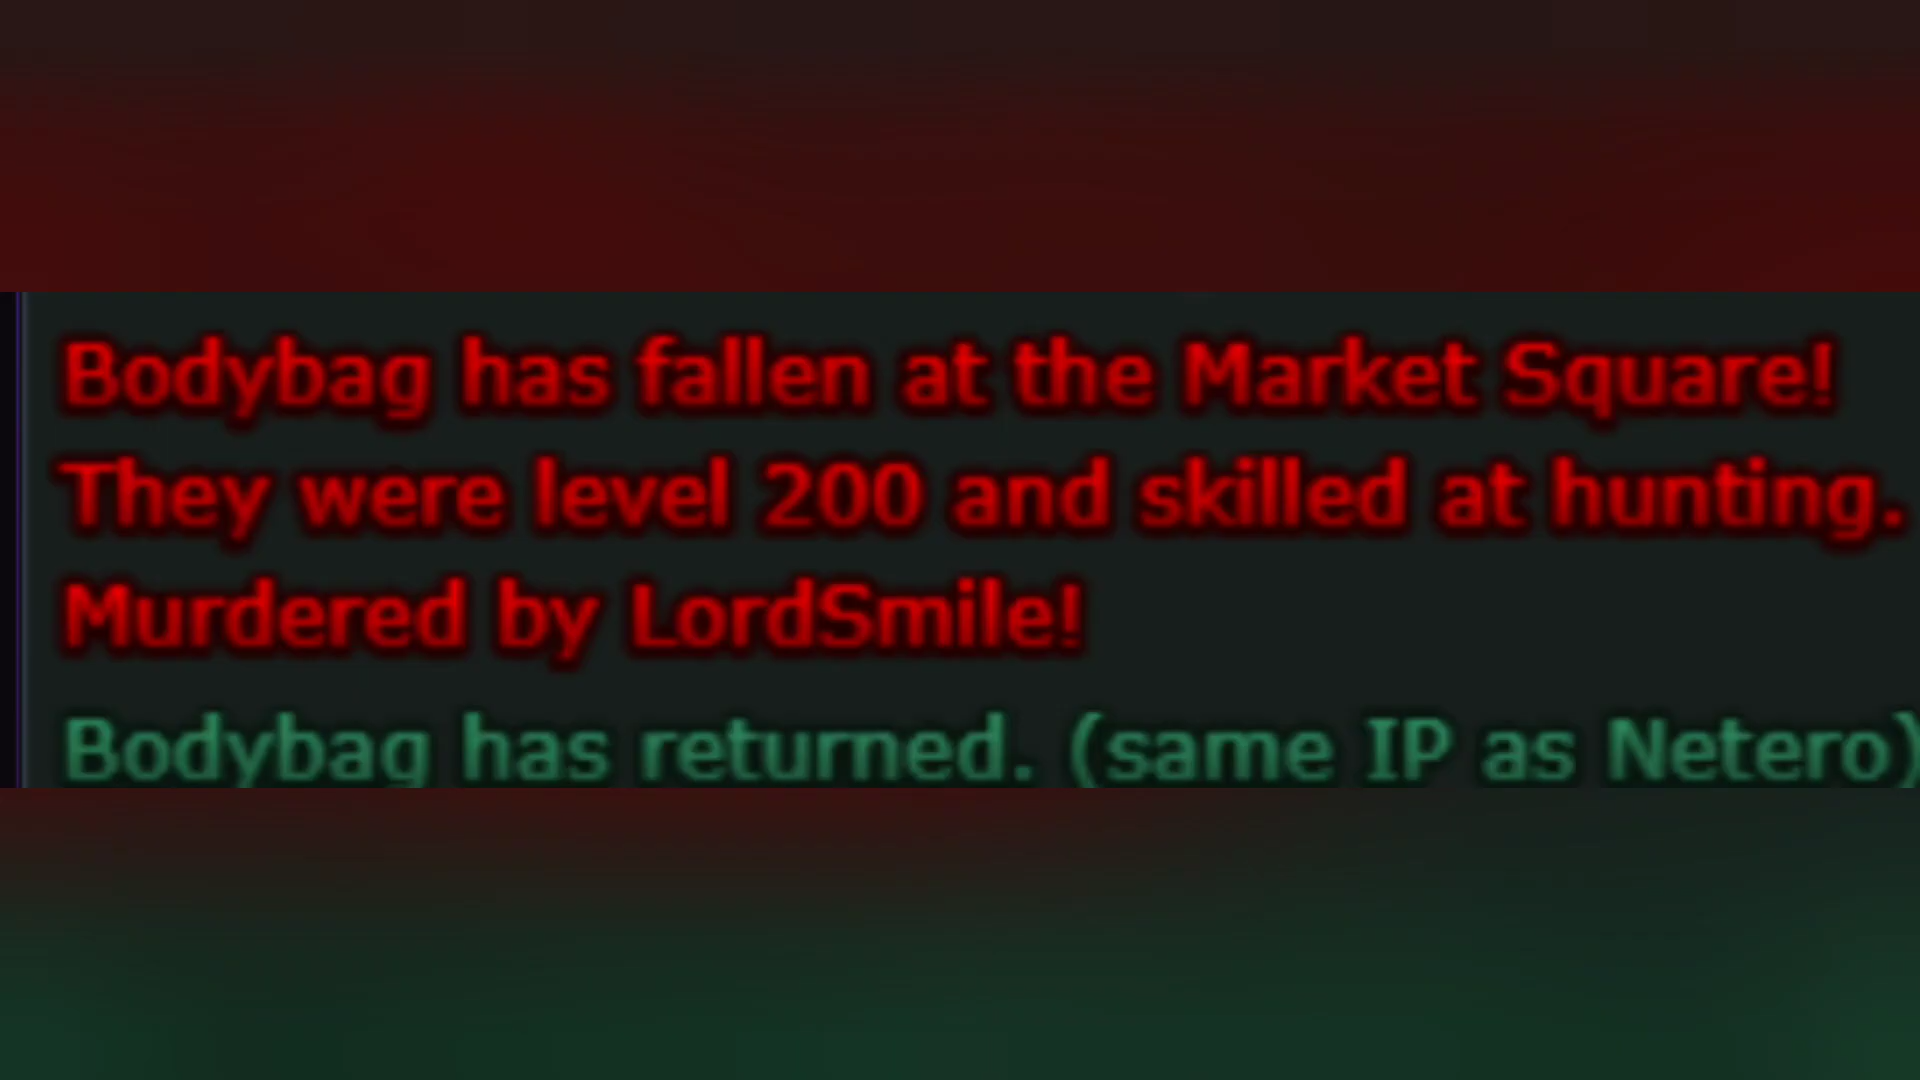 Bodybag has fallen at the Market Square!
They were level 200 and skilled at hunting.
Murdered by LordSmile!
Bodybag has returned. (same IP as Netero)